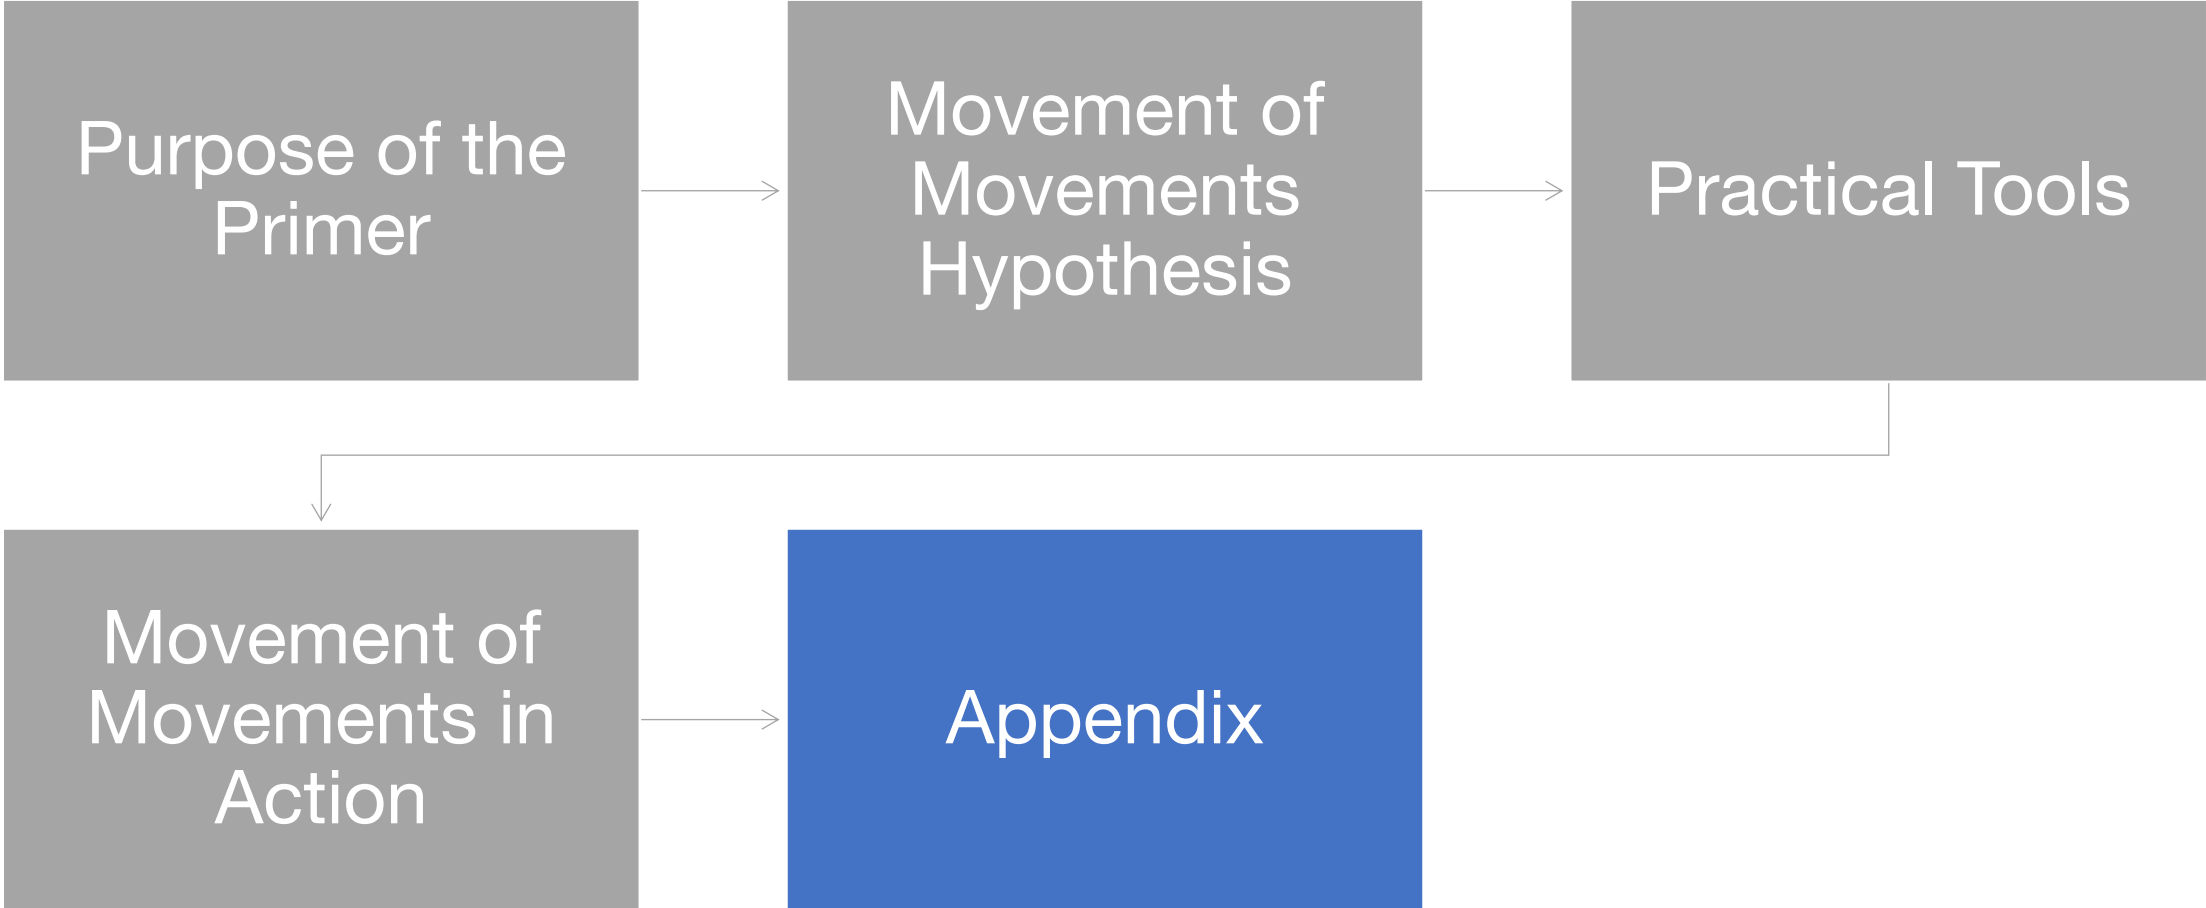 Purpose of the
Primer
Movement of
Movements
Hypothesis
Practical Tools
Movement of
Movements in
Action
Appendix